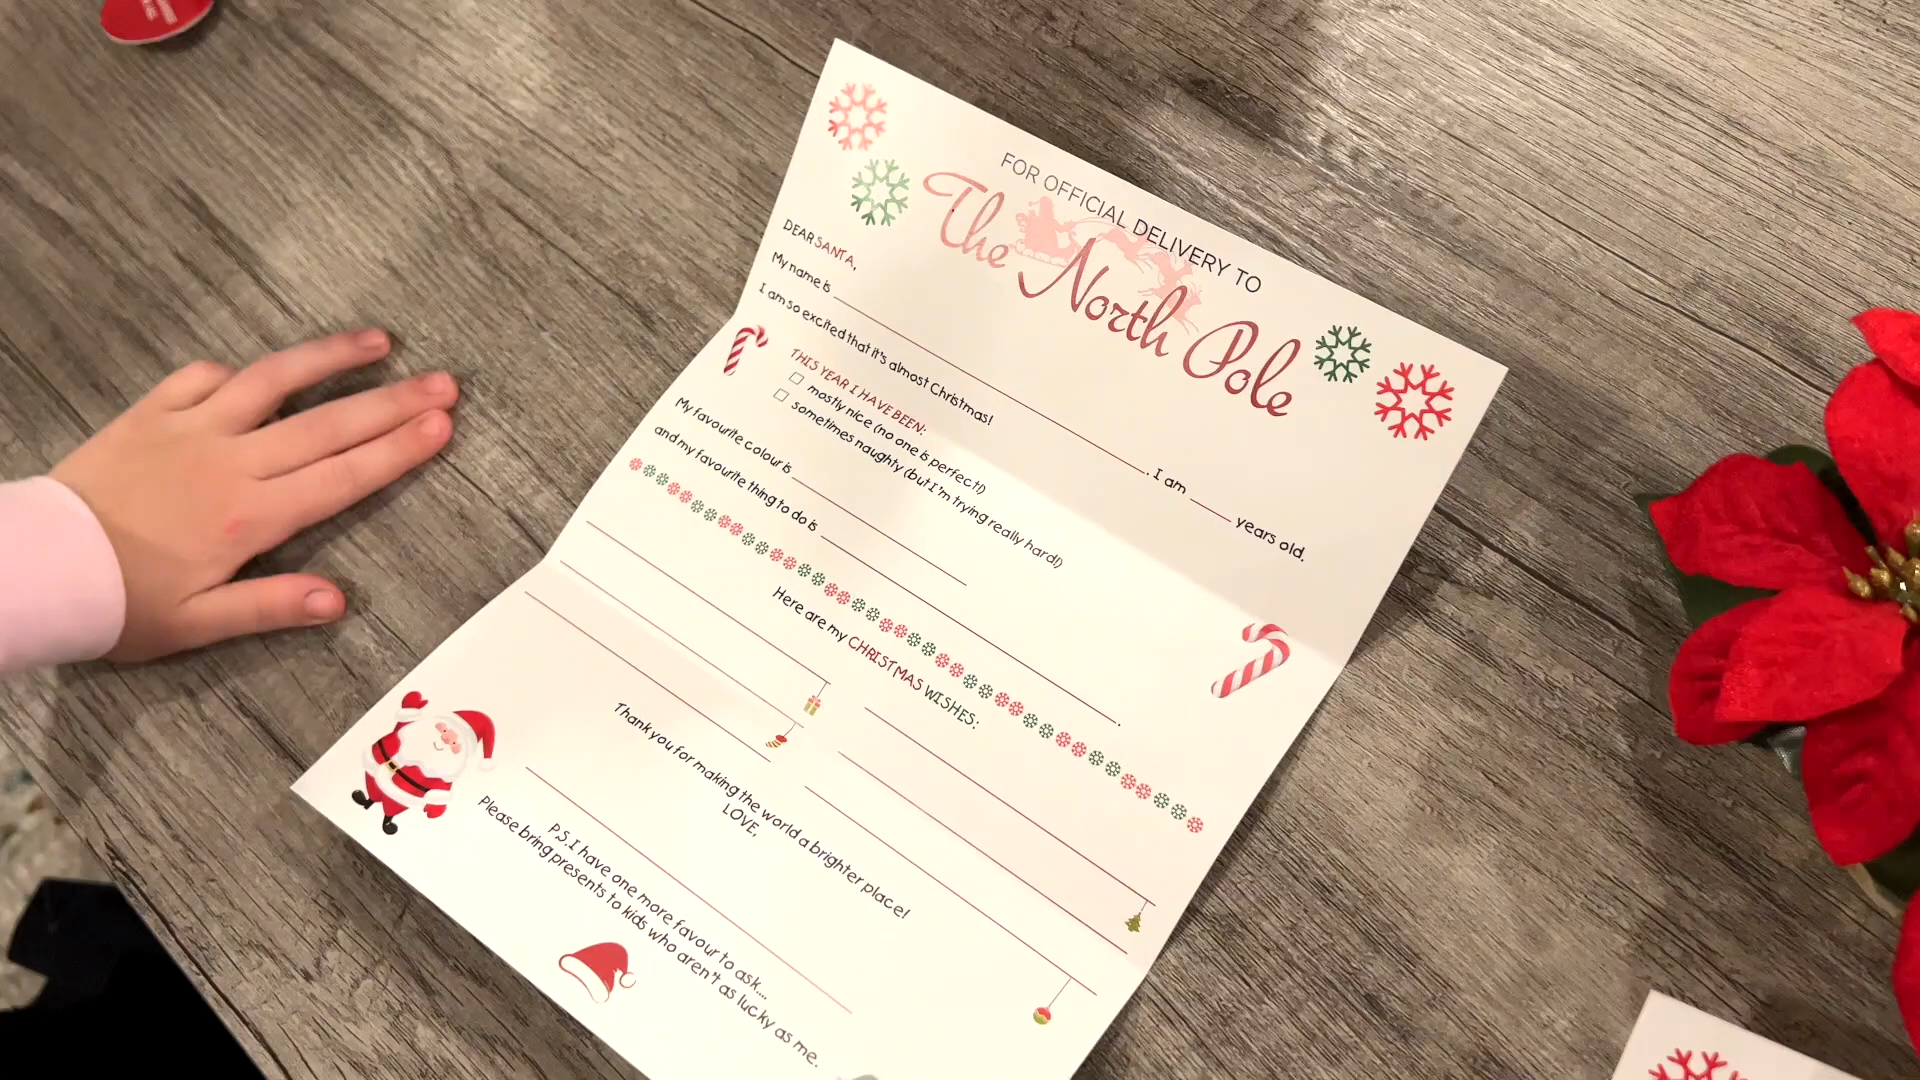 FOR OFFICIAL DELIVERY TO
The North Pole
DEAR SANTA,
My name is . I am years old.
I am so excited that it's almost Christmas!
THIS YEAR I HAVE BEEN:
mostly nice (no one is perfect!)
sometimes naughty (but I'm trying really hard!)
My favourite colour is
and my favourite thing to do is .
Here are my CHRISTMAS WISHES:
Thank you for making the world a brighter place!
LOVE,
P.S. I have one more favour to ask....
Please bring presents to kids who aren't as lucky as me.